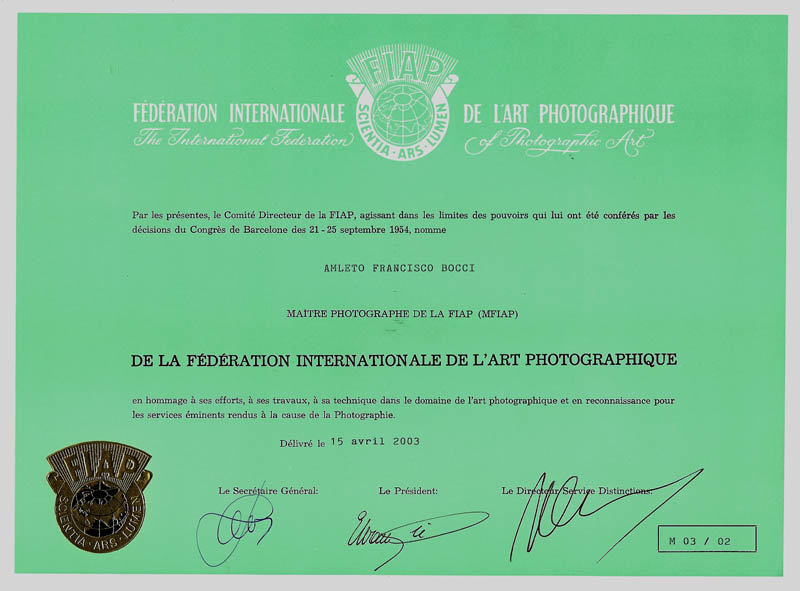 FIAP
SCIENTIA · ARS · LUMEN
FÉDÉRATION INTERNATIONALE DE L'ART PHOTOGRAPHIQUE
The International Federation of Photographic Art
Par les présentes, le Comité Directeur de la FIAP, agissant dans les limites des pouvoirs qui lui ont été conférés par les
décisions du Congrès de Barcelone des 21 - 25 septembre 1954, nomme
AMLETO FRANCISCO BOCCI
MAÎTRE PHOTOGRAPHE DE LA FIAP (MFIAP)
DE LA FÉDÉRATION INTERNATIONALE DE L'ART PHOTOGRAPHIQUE
en hommage à ses efforts, à ses travaux, à sa technique dans le domaine de l'art photographique et en reconnaissance pour
les services éminents rendus à la cause de la Photographie.
Délivré le 15 avril 2003
FIAP
SCIENTIA · ARS · LUMEN
Le Secrétaire Général: Le Président: Le Directeur Service Distinctions:
M 03 / 02